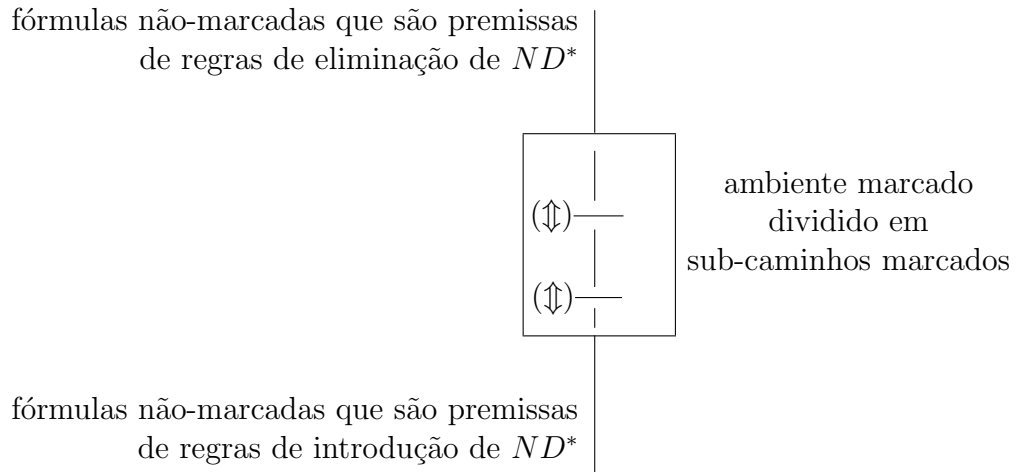 fórmulas não-marcadas que são premissas
de regras de eliminação de ND*
ambiente marcado
dividido em
sub-caminhos marcados
(⇕)
(⇕)
fórmulas não-marcadas que são premissas
de regras de introdução de ND*